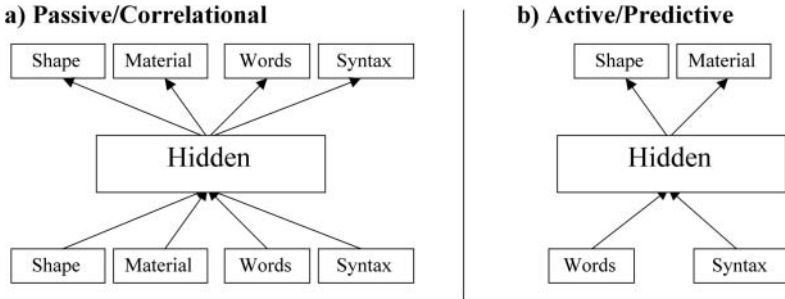 a) Passive/Correlational
Shape Material Words Syntax
Hidden
Shape Material Words Syntax
b) Active/Predictive
Shape Material
Hidden
Words Syntax